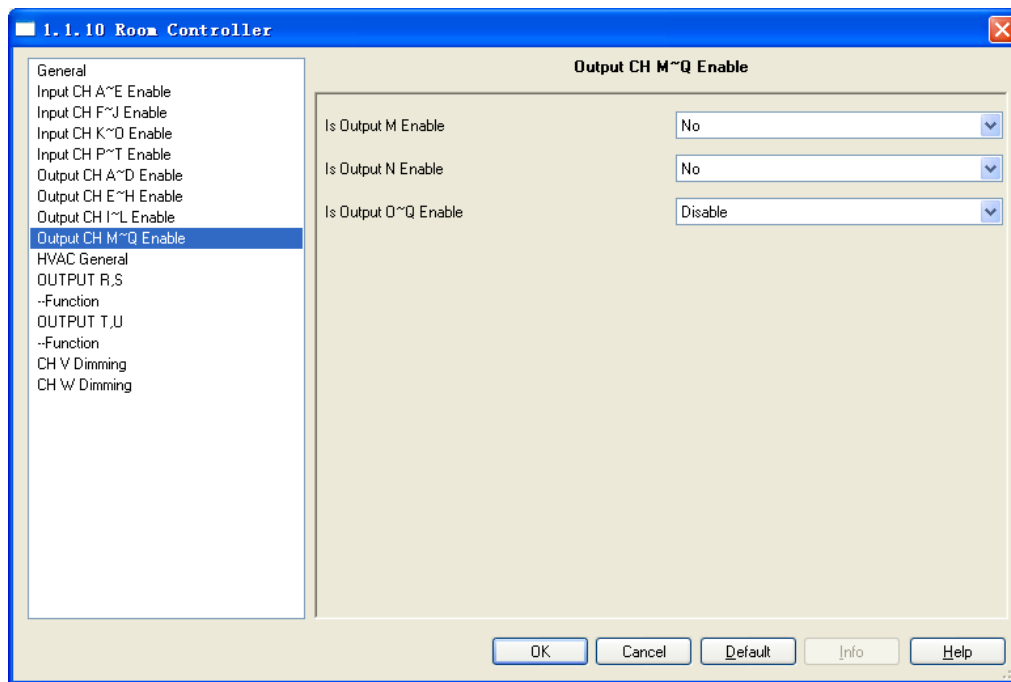 1.1.10 Room Controller
General
Input CH A~E Enable
Input CH F~J Enable
Input CH K~O Enable
Input CH P~T Enable
Output CH A~D Enable
Output CH E~H Enable
Output CH I~L Enable
Output CH M~Q Enable
HVAC General
OUTPUT R,S
--Function
OUTPUT T,U
--Function
CH V Dimming
CH W Dimming
Output CH M~Q Enable
Is Output M Enable No
Is Output N Enable No
Is Output O~Q Enable Disable
OK Cancel Default Info Help